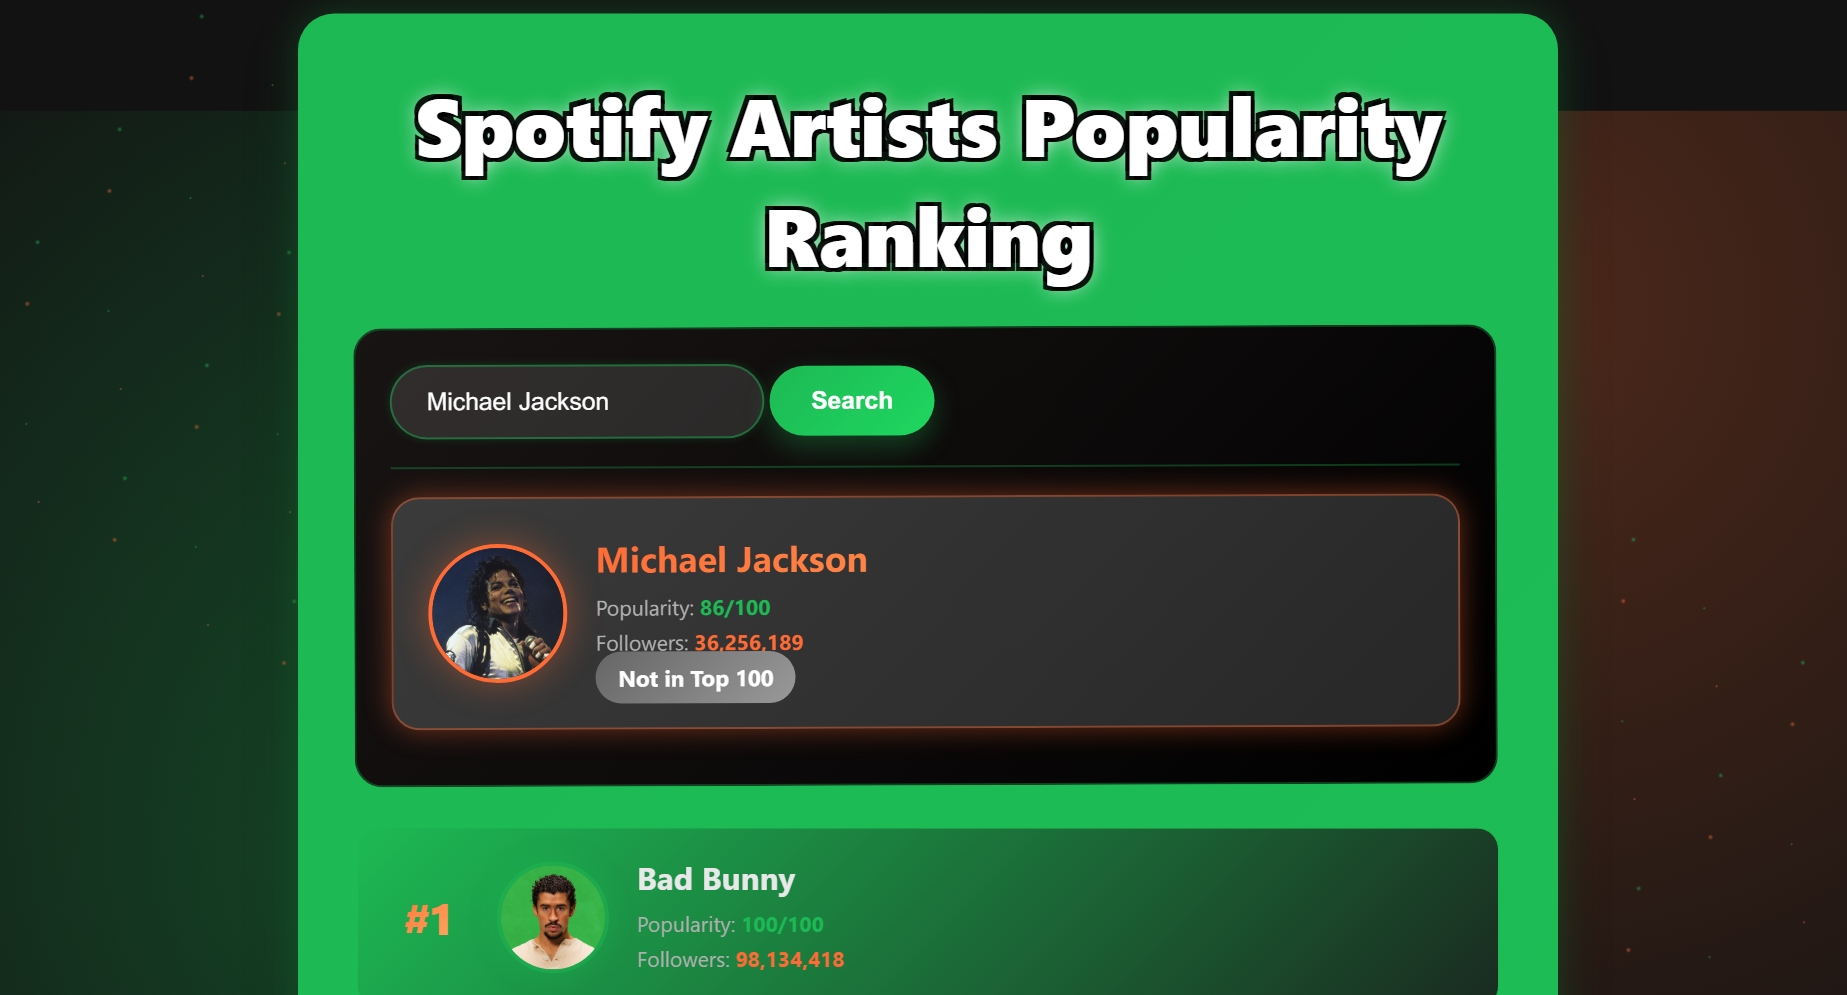 Spotify Artists Popularity
Ranking
Michael Jackson
Search
Michael Jackson
Popularity: 86/100
Followers: 36,256,189
Not in Top 100
#1
Bad Bunny
Popularity: 100/100
Followers: 98,134,418